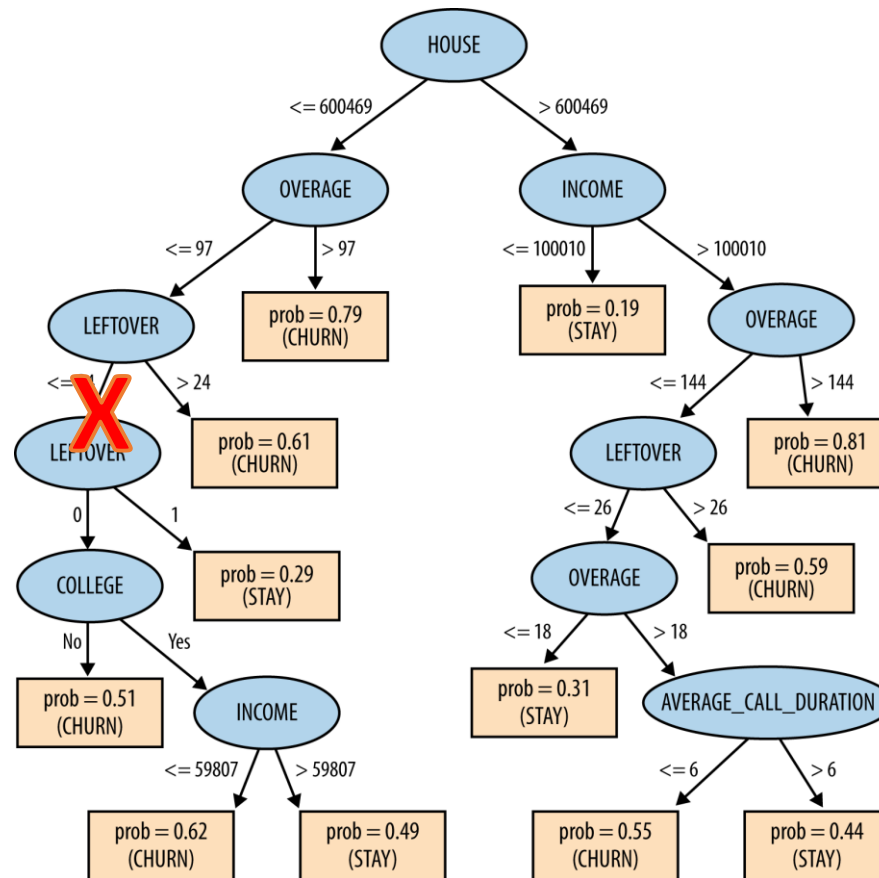 HOUSE
<= 600469
> 600469
OVERAGE
INCOME
<= 97
> 97
<= 100010
> 100010
LEFTOVER
prob = 0.79
(CHURN)
prob = 0.19
(STAY)
OVERAGE
<=
> 24
<= 144
> 144
LEFTOVER
prob = 0.61
(CHURN)
LEFTOVER
prob = 0.81
(CHURN)
0
1
<= 26
> 26
COLLEGE
prob = 0.29
(STAY)
OVERAGE
prob = 0.59
(CHURN)
No
Yes
<= 18
> 18
prob = 0.51
(CHURN)
INCOME
prob = 0.31
(STAY)
AVERAGE_CALL_DURATION
<= 59807
> 59807
<= 6
> 6
prob = 0.62
(CHURN)
prob = 0.49
(STAY)
prob = 0.55
(CHURN)
prob = 0.44
(STAY)